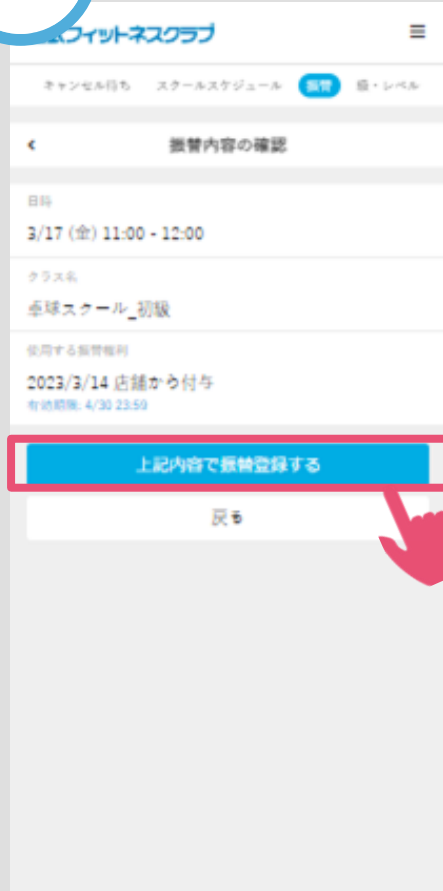 フィットネスクラブ
キャンセル待ち スクールスケジュール 振替 級・レベル
振替内容の確認
日時
3/17 (金) 11:00 - 12:00
クラス名
卓球スクール_初級
使用する振替権利
2023/3/14 店舗から付与
有効期限: 4/30 23:59
上記内容で振替登録する
戻る